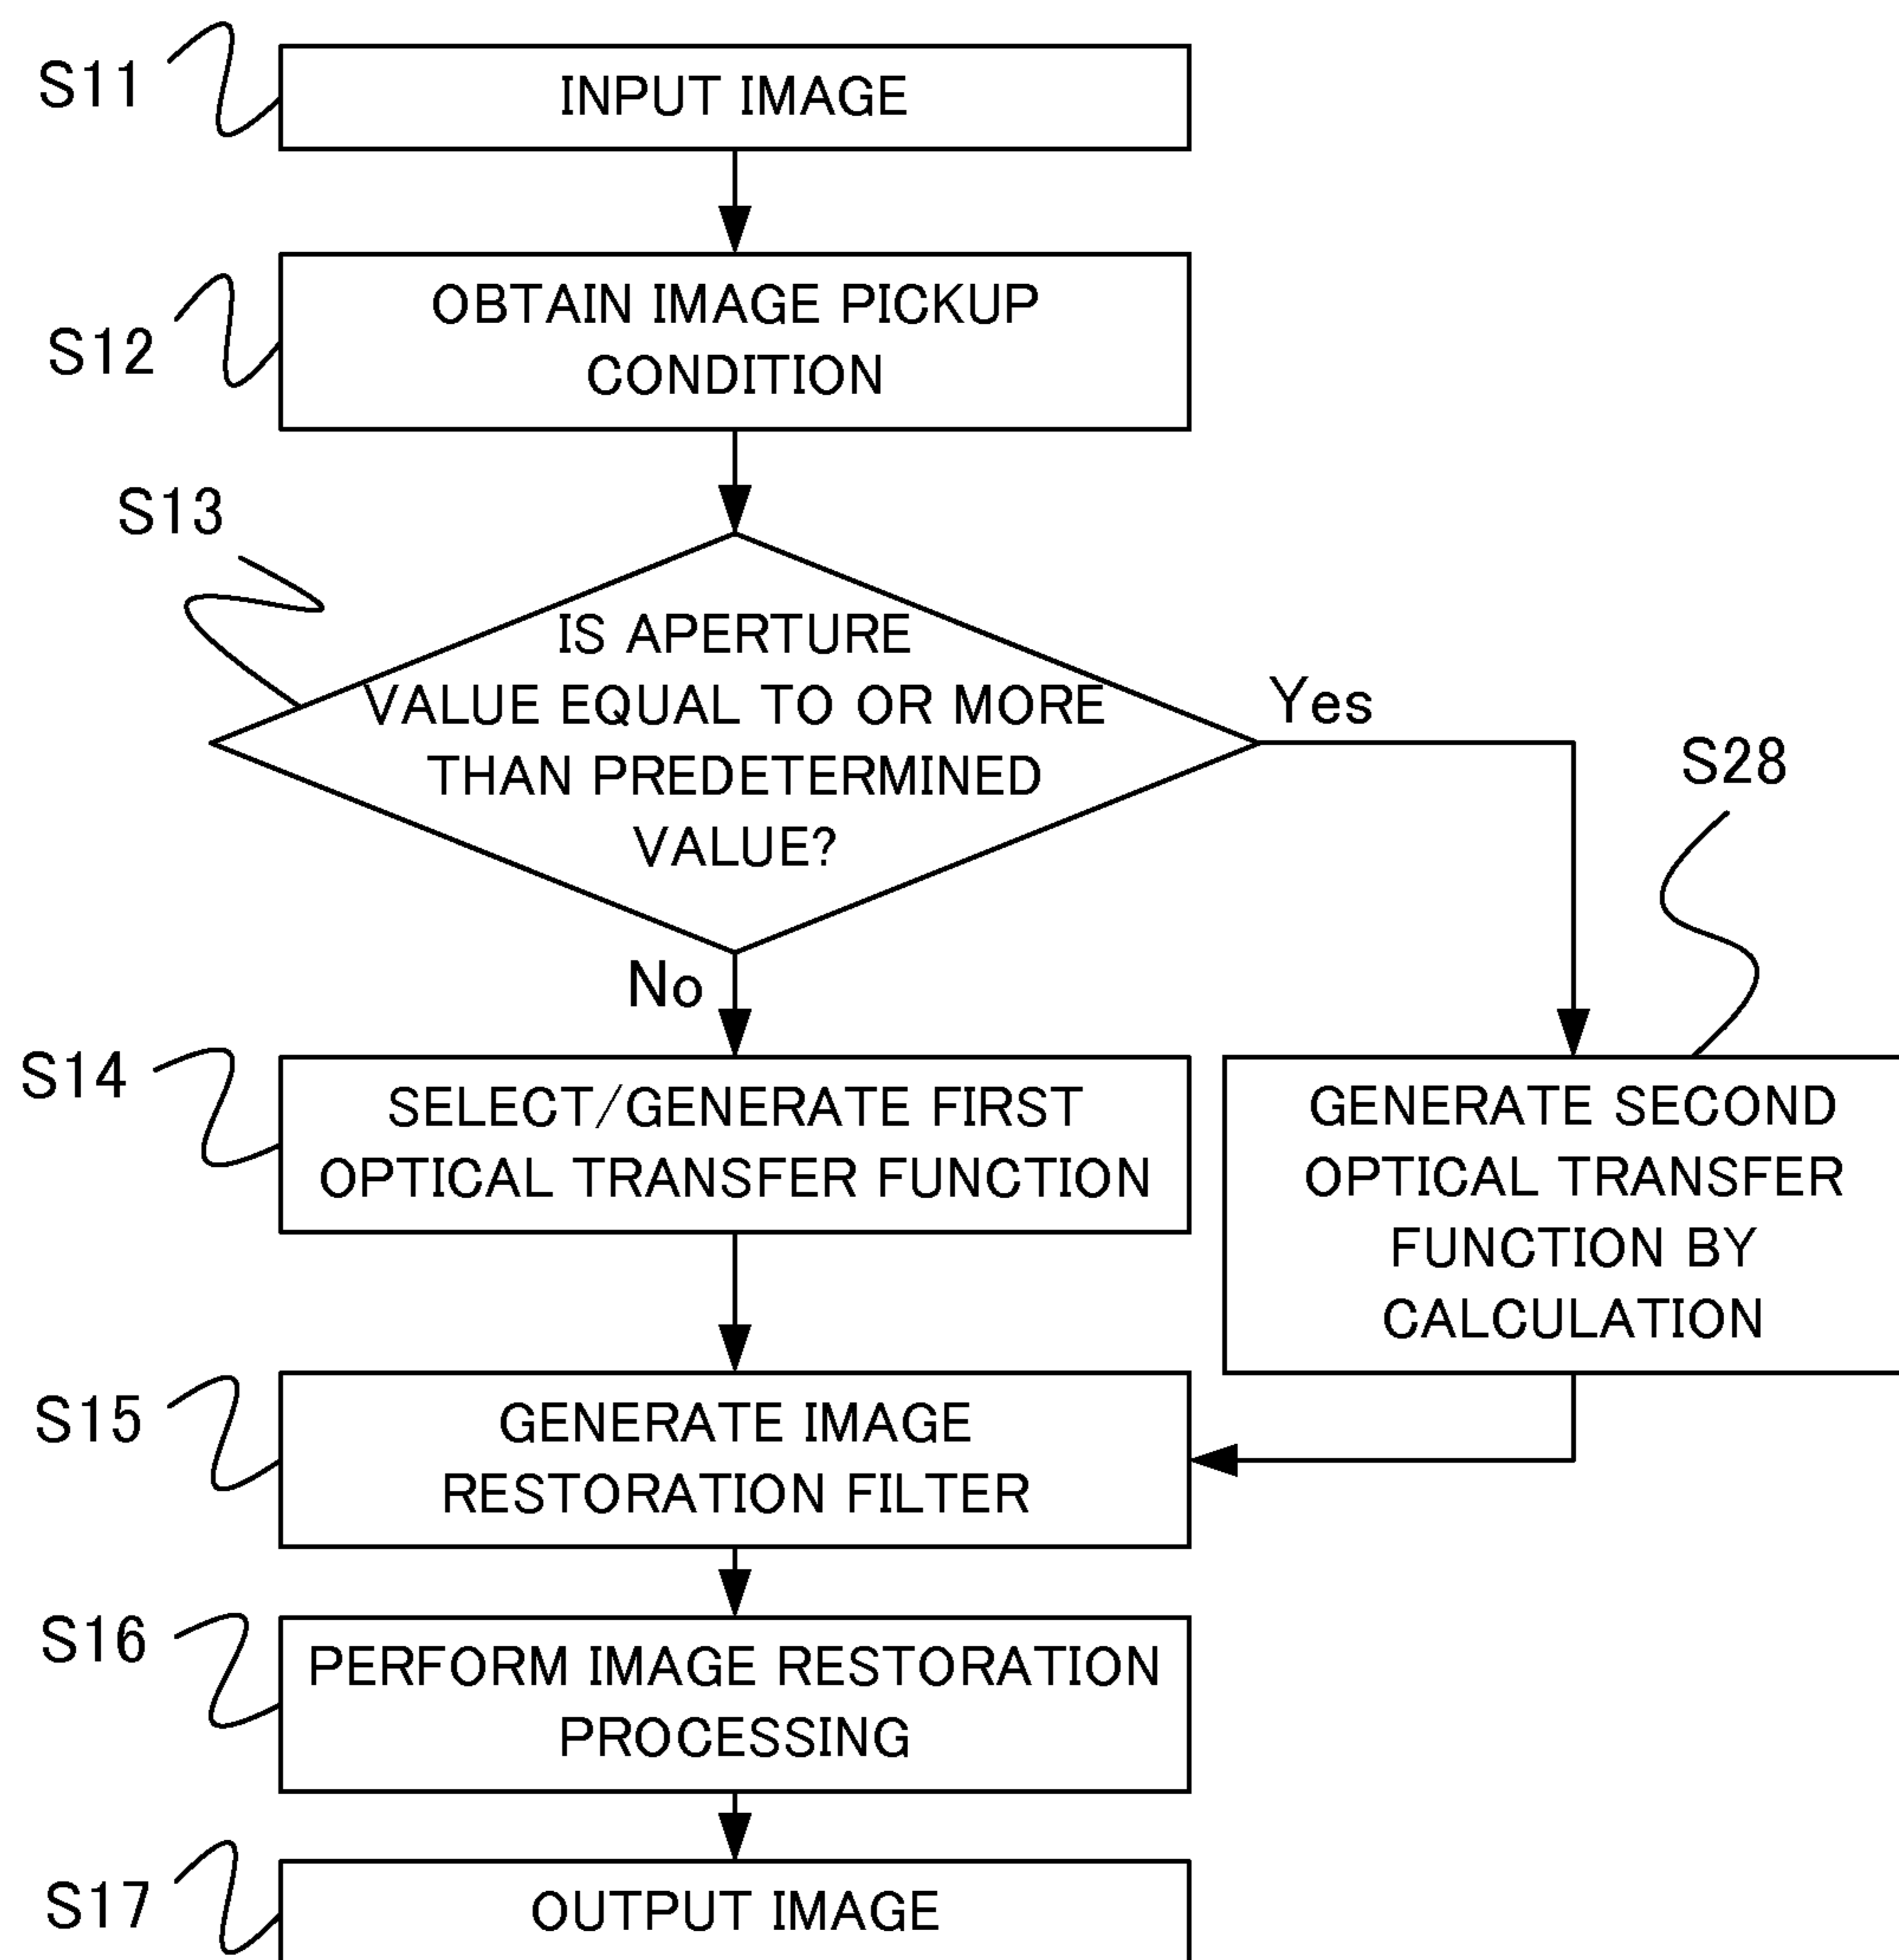 S11
INPUT IMAGE
S12
OBTAIN IMAGE PICKUP
CONDITION
S13
IS APERTURE
VALUE EQUAL TO OR MORE
THAN PREDETERMINED
VALUE?
Yes
No
S28
S14
SELECT/GENERATE FIRST
OPTICAL TRANSFER FUNCTION
GENERATE SECOND
OPTICAL TRANSFER
FUNCTION BY
CALCULATION
S15
GENERATE IMAGE
RESTORATION FILTER
S16
PERFORM IMAGE RESTORATION
PROCESSING
S17
OUTPUT IMAGE